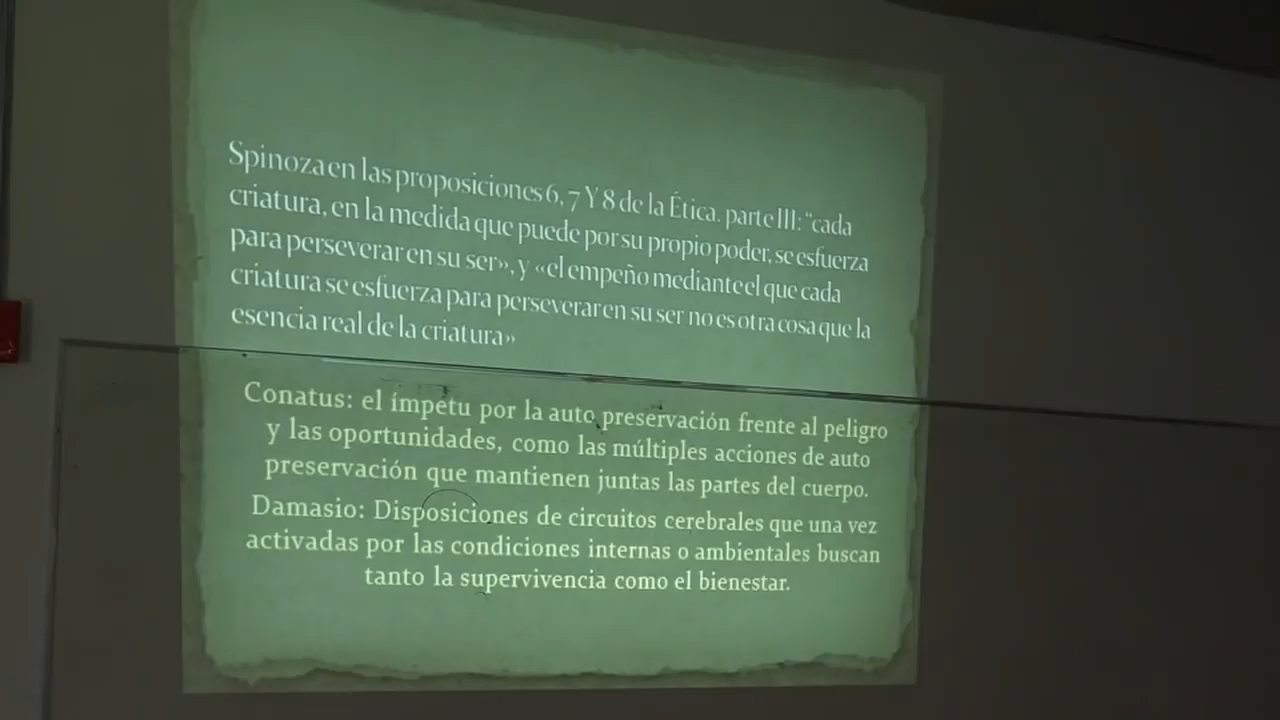 Spinoza en las proposiciones 6, 7 Y 8 de la Ética. parte III: “cada
criatura, en la medida que puede por su propio poder, se esfuerza
para perseverar en su ser», y «el empeño mediante el que cada
criatura se esfuerza para perseverar en su ser no es otra cosa que la
esencia real de la criatura»
Conatus: el ímpetu por la auto preservación frente al peligro
y las oportunidades, como las múltiples acciones de auto
preservación que mantienen juntas las partes del cuerpo.
Damasio: Disposiciones de circuitos cerebrales que una vez
activadas por las condiciones internas o ambientales buscan
tanto la supervivencia como el bienestar.